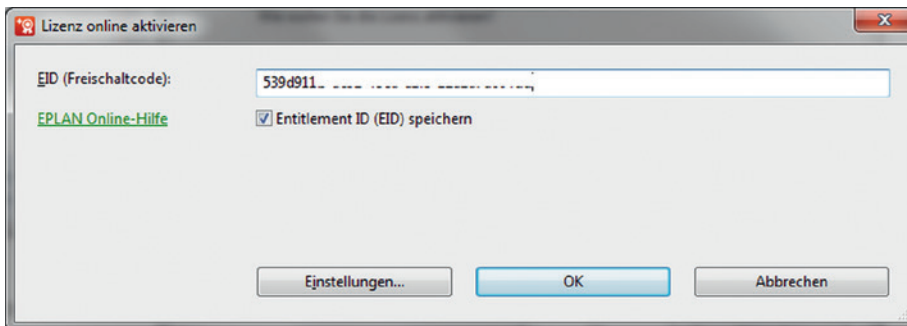 Lizenz online aktivieren
EID (Freischaltcode):
539d911
EPLAN Online-Hilfe
Entitlement ID (EID) speichern
Einstellungen...
OK
Abbrechen